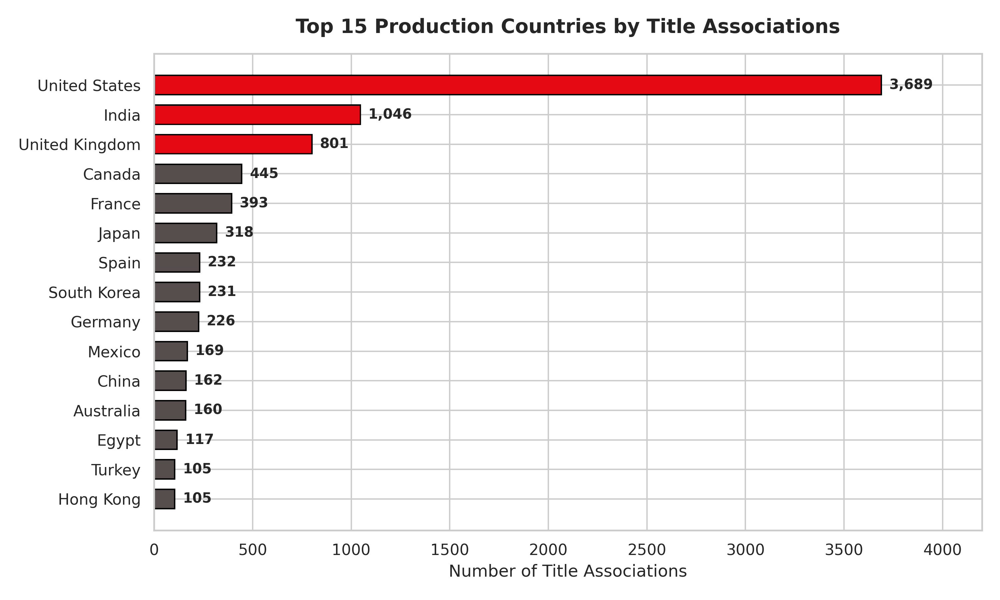 Top 15 Production Countries by Title Associations
United States 3,689
India 1,046
United Kingdom 801
Canada 445
France 393
Japan 318
Spain 232
South Korea 231
Germany 226
Mexico 169
China 162
Australia 160
Egypt 117
Turkey 105
Hong Kong 105
0 500 1000 1500 2000 2500 3000 3500 4000
Number of Title Associations